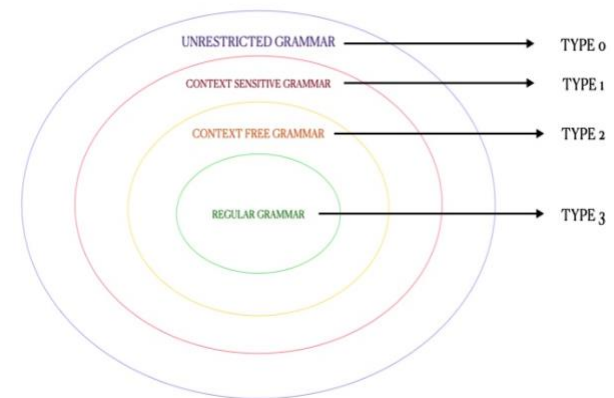 UNRESTRICTED GRAMMAR TYPE 0
CONTEXT SENSITIVE GRAMMAR TYPE 1
CONTEXT FREE GRAMMAR TYPE 2
REGULAR GRAMMAR TYPE 3